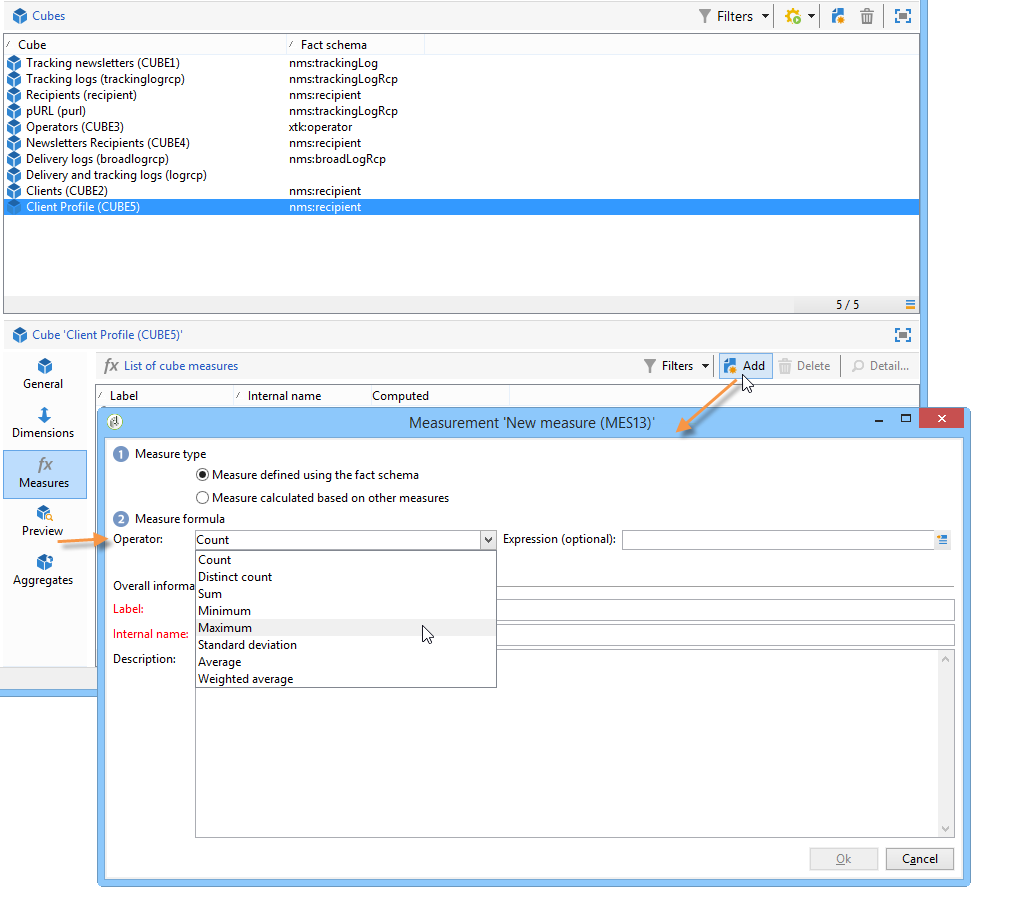 Cubes
Filters
Cube Fact schema
Tracking newsletters (CUBE1) nms:trackingLog
Tracking logs (trackinglogrcp) nms:trackingLogRcp
Recipients (recipient) nms:recipient
pURL (purl) nms:trackingLogRcp
Operators (CUBE3) xtk:operator
Newsletters Recipients (CUBE4) nms:recipient
Delivery logs (broadlogrcp) nms:broadLogRcp
Delivery and tracking logs (logrcp)
Clients (CUBE2) nms:recipient
Client Profile (CUBE5) nms:recipient
5 / 5
Cube 'Client Profile (CUBE5)'
General
Dimensions
fx
Measures
Preview
Aggregates
fx List of cube measures
Filters Add Delete Detail...
Label Internal name Computed
Measurement 'New measure (MES13)'
1 Measure type
Measure defined using the fact schema
Measure calculated based on other measures
2 Measure formula
Operator: Count Expression (optional):
Count
Distinct count
Sum
Minimum
Maximum
Standard deviation
Average
Weighted average
Overall informa
Label:
Internal name:
Description:
Ok Cancel